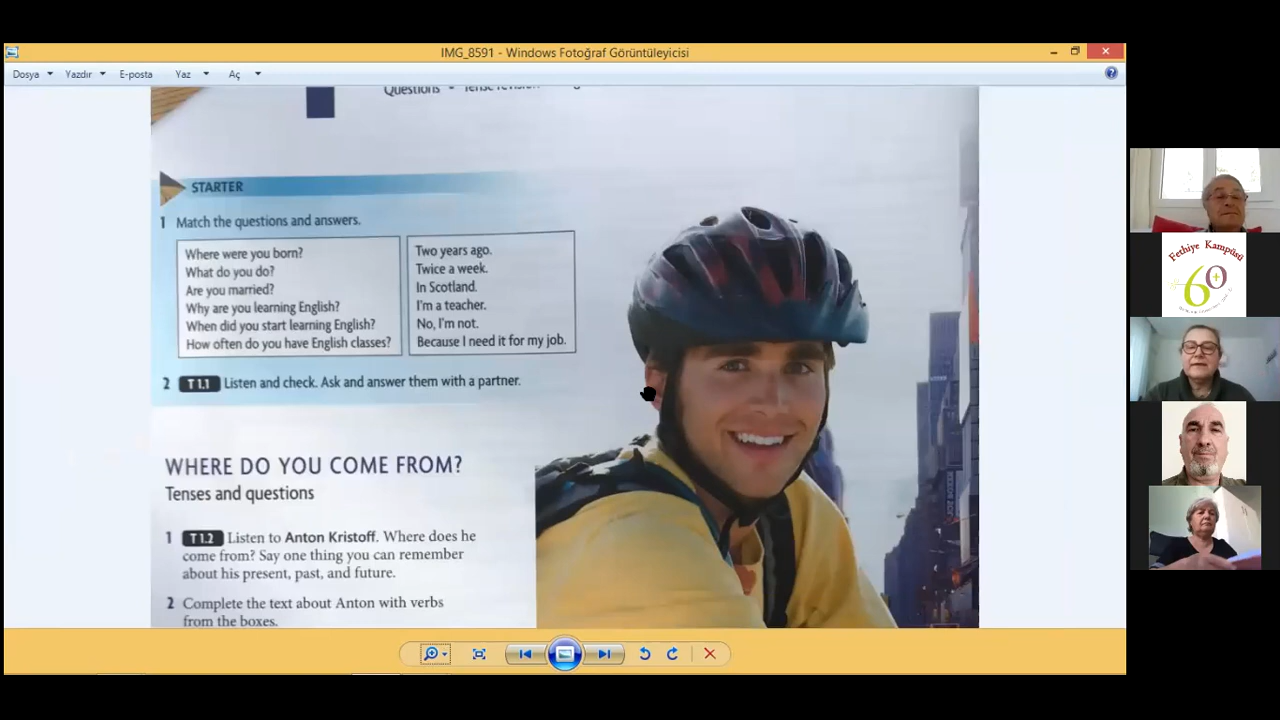 IMG_8591 - Windows Fotoğraf Görüntüleyicisi
Dosya Yazdır E-posta Yaz Aç
Questions
STARTER
1 Match the questions and answers.
Where were you born?
What do you do?
Are you married?
Why are you learning English?
When did you start learning English?
How often do you have English classes?
Two years ago.
Twice a week.
In Scotland.
I'm a teacher.
No, I'm not.
Because I need it for my job.
2 T 1.1 Listen and check. Ask and answer them with a partner.
WHERE DO YOU COME FROM?
Tenses and questions
1 T 1.2 Listen to Anton Kristoff. Where does he
come from? Say one thing you can remember
about his present, past, and future.
2 Complete the text about Anton with verbs
from the boxes.
Fethiye Kampüsü
60+